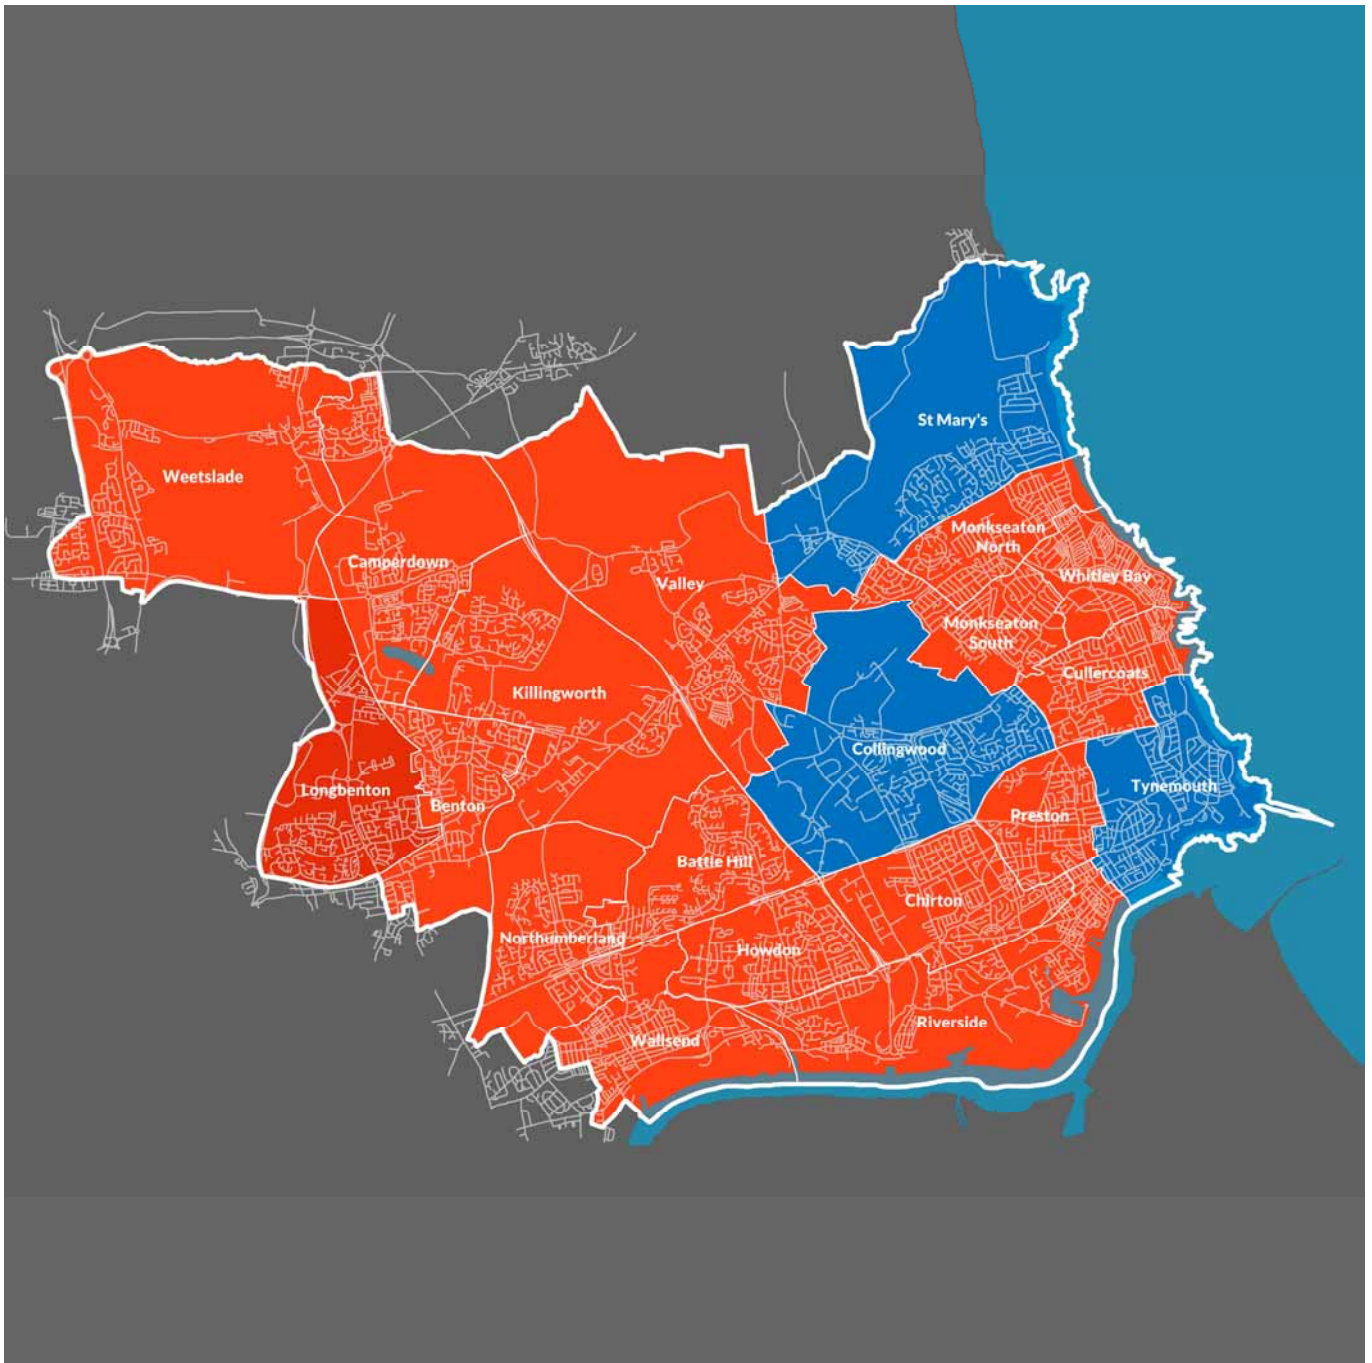 St Mary's
Weetslade
Monkseaton
North
Camperdown
Valley
Whitley Bay
Monkseaton
South
Cullercoats
Killingworth
Collingwood
Tynemouth
Longbenton
Benton
Preston
Battle Hill
Chirton
Northumberland
Howdon
Riverside
Wallsend